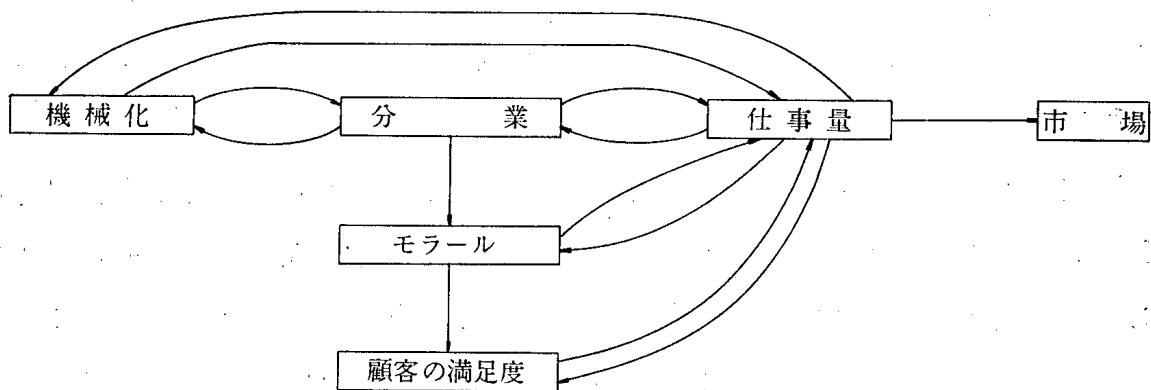 機械化
分業
仕事量
市場
モラール
顧客の満足度